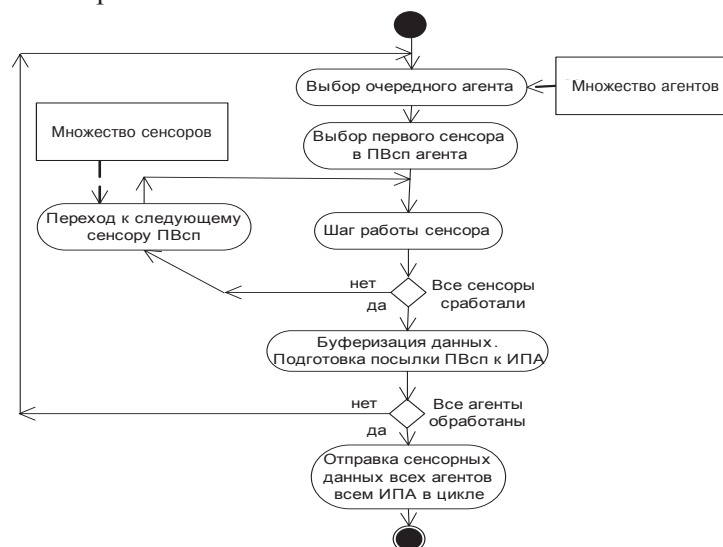 Выбор очередного агента
Множество агентов
Множество сенсоров
Выбор первого сенсора
в ПВсп агента
Переход к следующему
сенсору ПВсп
Шаг работы сенсора
нет
да
Все сенсоры
сработали
Буферизация данных.
Подготовка посылки ПВсп к ИПА
нет
да
Все агенты
обработаны
Отправка сенсорных
данных всех агентов
всем ИПА в цикле